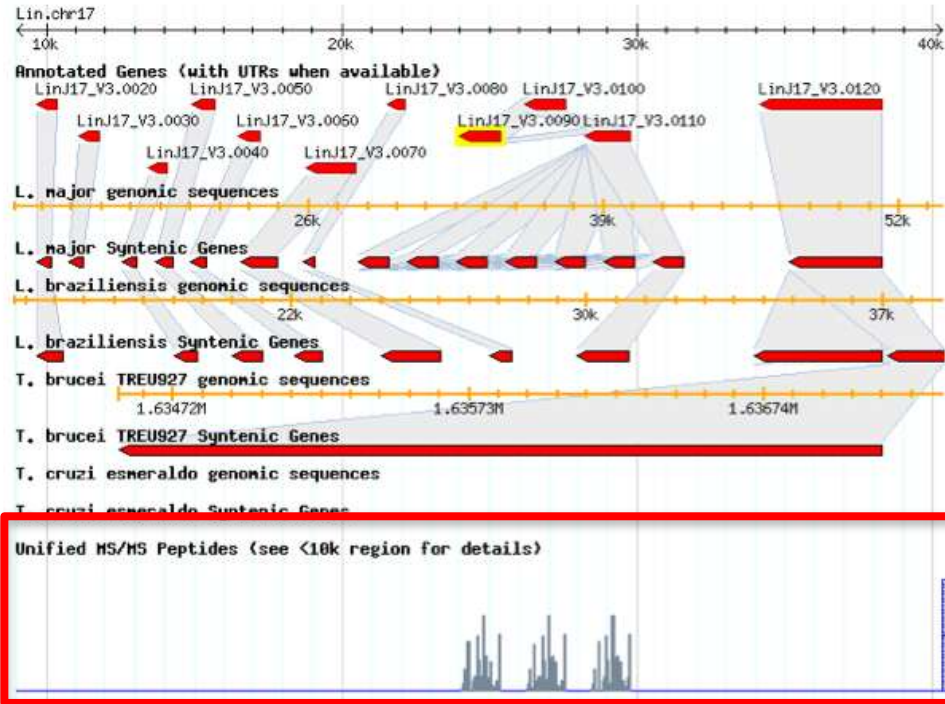 Lin.chr17
10k 20k 30k 40k
Annotated Genes (with UTRs when available)
LinJ17_V3.0020 LinJ17_V3.0050 LinJ17_V3.0080 LinJ17_V3.0100 LinJ17_V3.0120
LinJ17_V3.0030 LinJ17_V3.0060 LinJ17_V3.0090 LinJ17_V3.0110
LinJ17_V3.0040 LinJ17_V3.0070
L. major genomic sequences
26k 39k 52k
L. major Syntenic Genes
L. braziliensis genomic sequences
22k 30k 37k
L. braziliensis Syntenic Genes
T. brucei TREU927 genomic sequences
1.63472M 1.63573M 1.63674M
T. brucei TREU927 Syntenic Genes
T. cruzi esmeraldo genomic sequences
T. cruzi esmeraldo Syntenic Genes
Unified MS/MS Peptides (see <10k region for details)